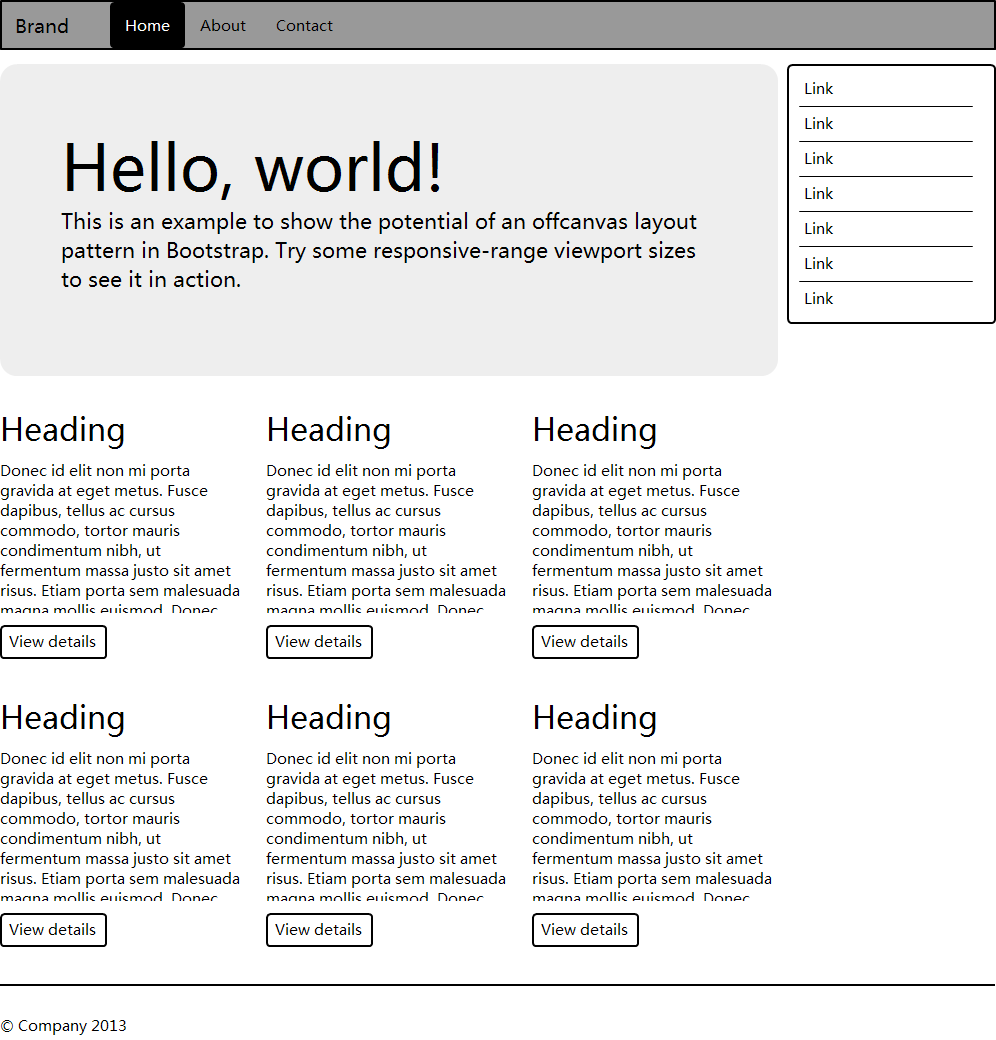 Brand Home About Contact
Hello, world!
This is an example to show the potential of an offcanvas layout
pattern in Bootstrap. Try some responsive-range viewport sizes
to see it in action.
Link
Link
Link
Link
Link
Link
Link
Heading
Donec id elit non mi porta
gravida at eget metus. Fusce
dapibus, tellus ac cursus
commodo, tortor mauris
condimentum nibh, ut
fermentum massa justo sit amet
risus. Etiam porta sem malesuada
magna mollis euismod. Donec
View details
Heading
Donec id elit non mi porta
gravida at eget metus. Fusce
dapibus, tellus ac cursus
commodo, tortor mauris
condimentum nibh, ut
fermentum massa justo sit amet
risus. Etiam porta sem malesuada
magna mollis euismod. Donec
View details
Heading
Donec id elit non mi porta
gravida at eget metus. Fusce
dapibus, tellus ac cursus
commodo, tortor mauris
condimentum nibh, ut
fermentum massa justo sit amet
risus. Etiam porta sem malesuada
magna mollis euismod. Donec
View details
Heading
Donec id elit non mi porta
gravida at eget metus. Fusce
dapibus, tellus ac cursus
commodo, tortor mauris
condimentum nibh, ut
fermentum massa justo sit amet
risus. Etiam porta sem malesuada
magna mollis euismod. Donec
View details
Heading
Donec id elit non mi porta
gravida at eget metus. Fusce
dapibus, tellus ac cursus
commodo, tortor mauris
condimentum nibh, ut
fermentum massa justo sit amet
risus. Etiam porta sem malesuada
magna mollis euismod. Donec
View details
Heading
Donec id elit non mi porta
gravida at eget metus. Fusce
dapibus, tellus ac cursus
commodo, tortor mauris
condimentum nibh, ut
fermentum massa justo sit amet
risus. Etiam porta sem malesuada
magna mollis euismod. Donec
View details
© Company 2013